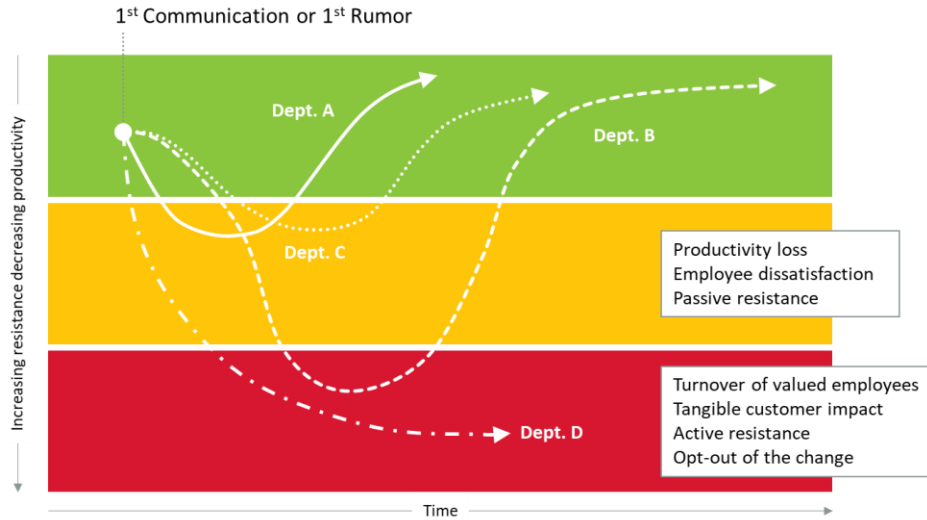 1st Communication or 1st Rumor
Increasing resistance decreasing productivity
Dept. A
Dept. B
Dept. C
Productivity loss
Employee dissatisfaction
Passive resistance
Turnover of valued employees
Tangible customer impact
Active resistance
Opt-out of the change
Dept. D
Time